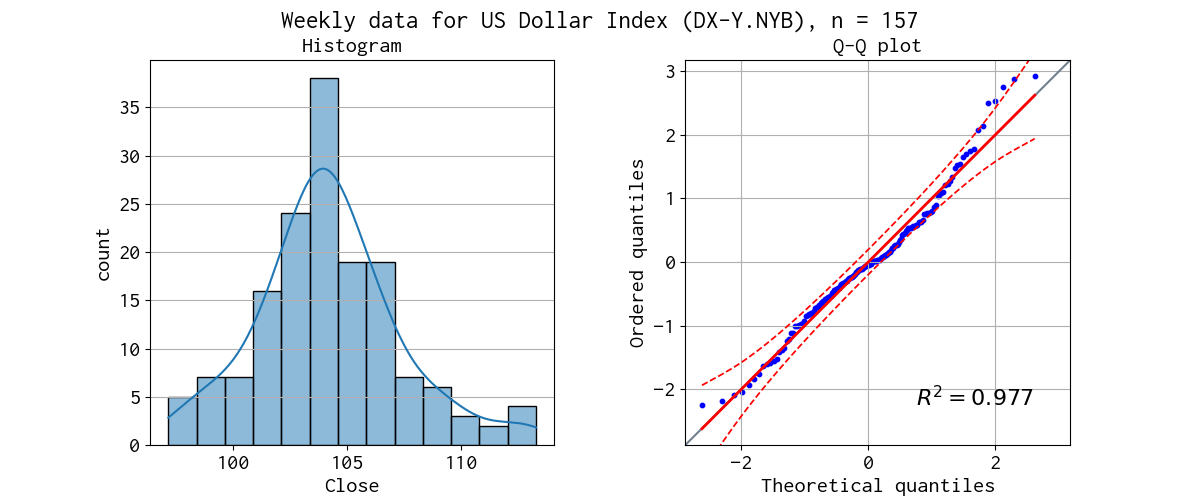 Weekly data for US Dollar Index (DX-Y.NYB), n = 157
Histogram
35
30
25
20
15
10
5
0
count
100 105 110
Close
Q-Q plot
3
2
1
0
−1
−2
Ordered quantiles
R² = 0.977
−2 0 2
Theoretical quantiles